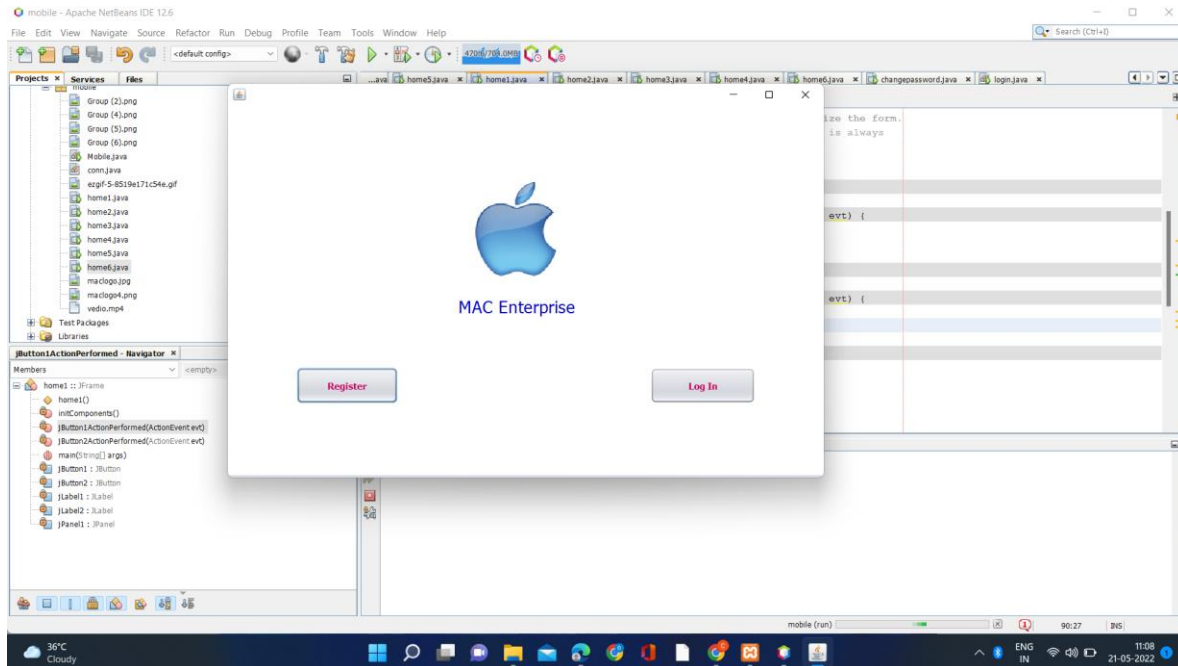 mobile - Apache NetBeans IDE 12.6
File Edit View Navigate Source Refactor Run Debug Profile Team Tools Window Help
Search (Ctrl+I)
<default config>
Projects Services Files
...ava home5.java home1.java home2.java home3.java home4.java home6.java changepassword.java login.java
mobile
Group (2).png
Group (4).png
Group (5).png
Group (6).png
Mobile.java
conn.java
ezgif-5-8519e171c54e.gif
home1.java
home2.java
home3.java
home4.java
home5.java
home6.java
maclogo.jpg
maclogo4.png
vedio.mp4
Test Packages
Libraries
ize the form.
is always
evt) {
evt) {
MAC Enterprise
Register
Log In
jButton1ActionPerformed - Navigator
Members <empty>
home1 :: JFrame
home1()
initComponents()
jButton1ActionPerformed(ActionEvent evt)
jButton2ActionPerformed(ActionEvent evt)
main(String[] args)
jButton1 : JButton
jButton2 : JButton
jLabel1 : JLabel
jLabel2 : JLabel
jPanel1 : JPanel
mobile (run)
1
90:27
INS
36°C
Cloudy
ENG
IN
11:08
21-05-2022
1